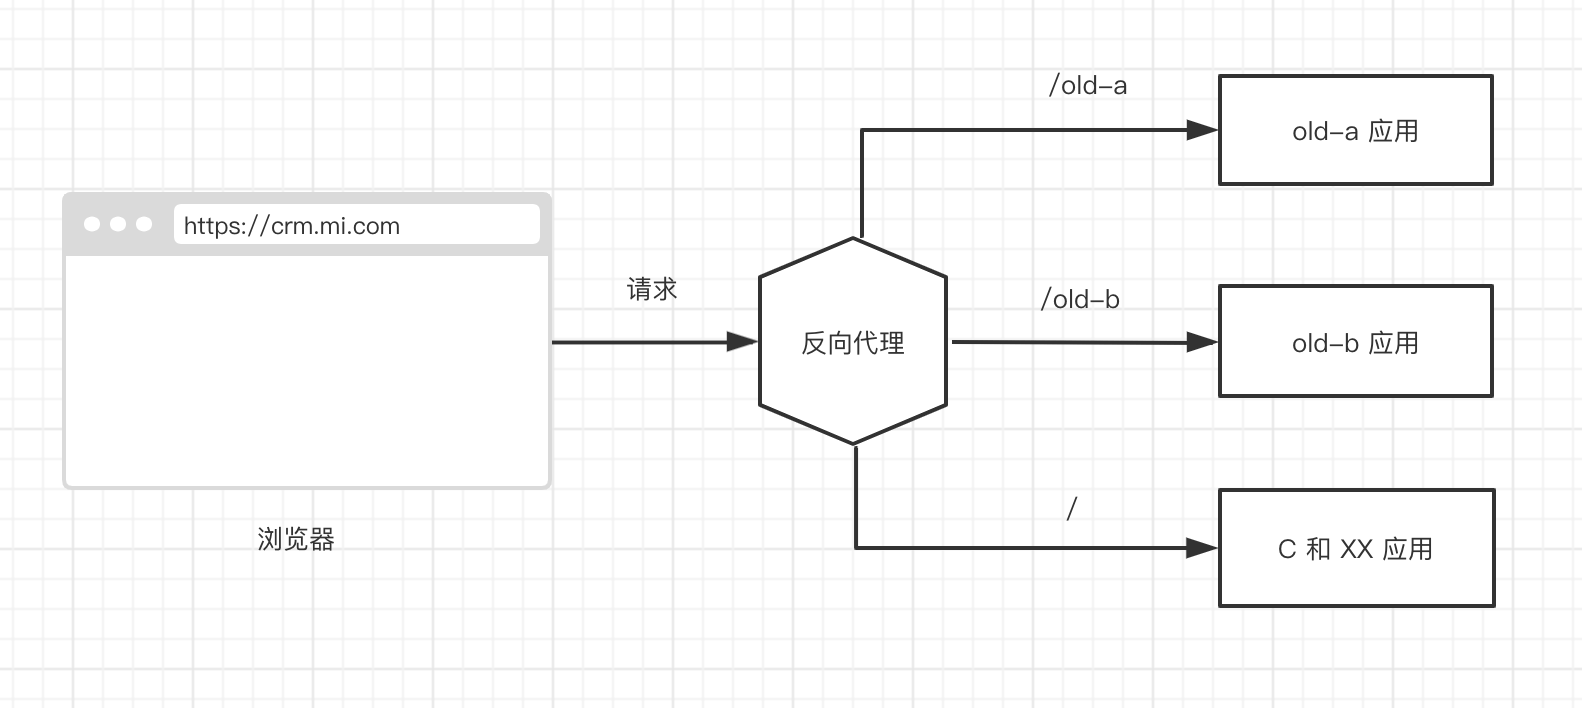 https://crm.mi.com
浏览器
请求
反向代理
/old-a
old-a 应用
/old-b
old-b 应用
/
C 和 XX 应用